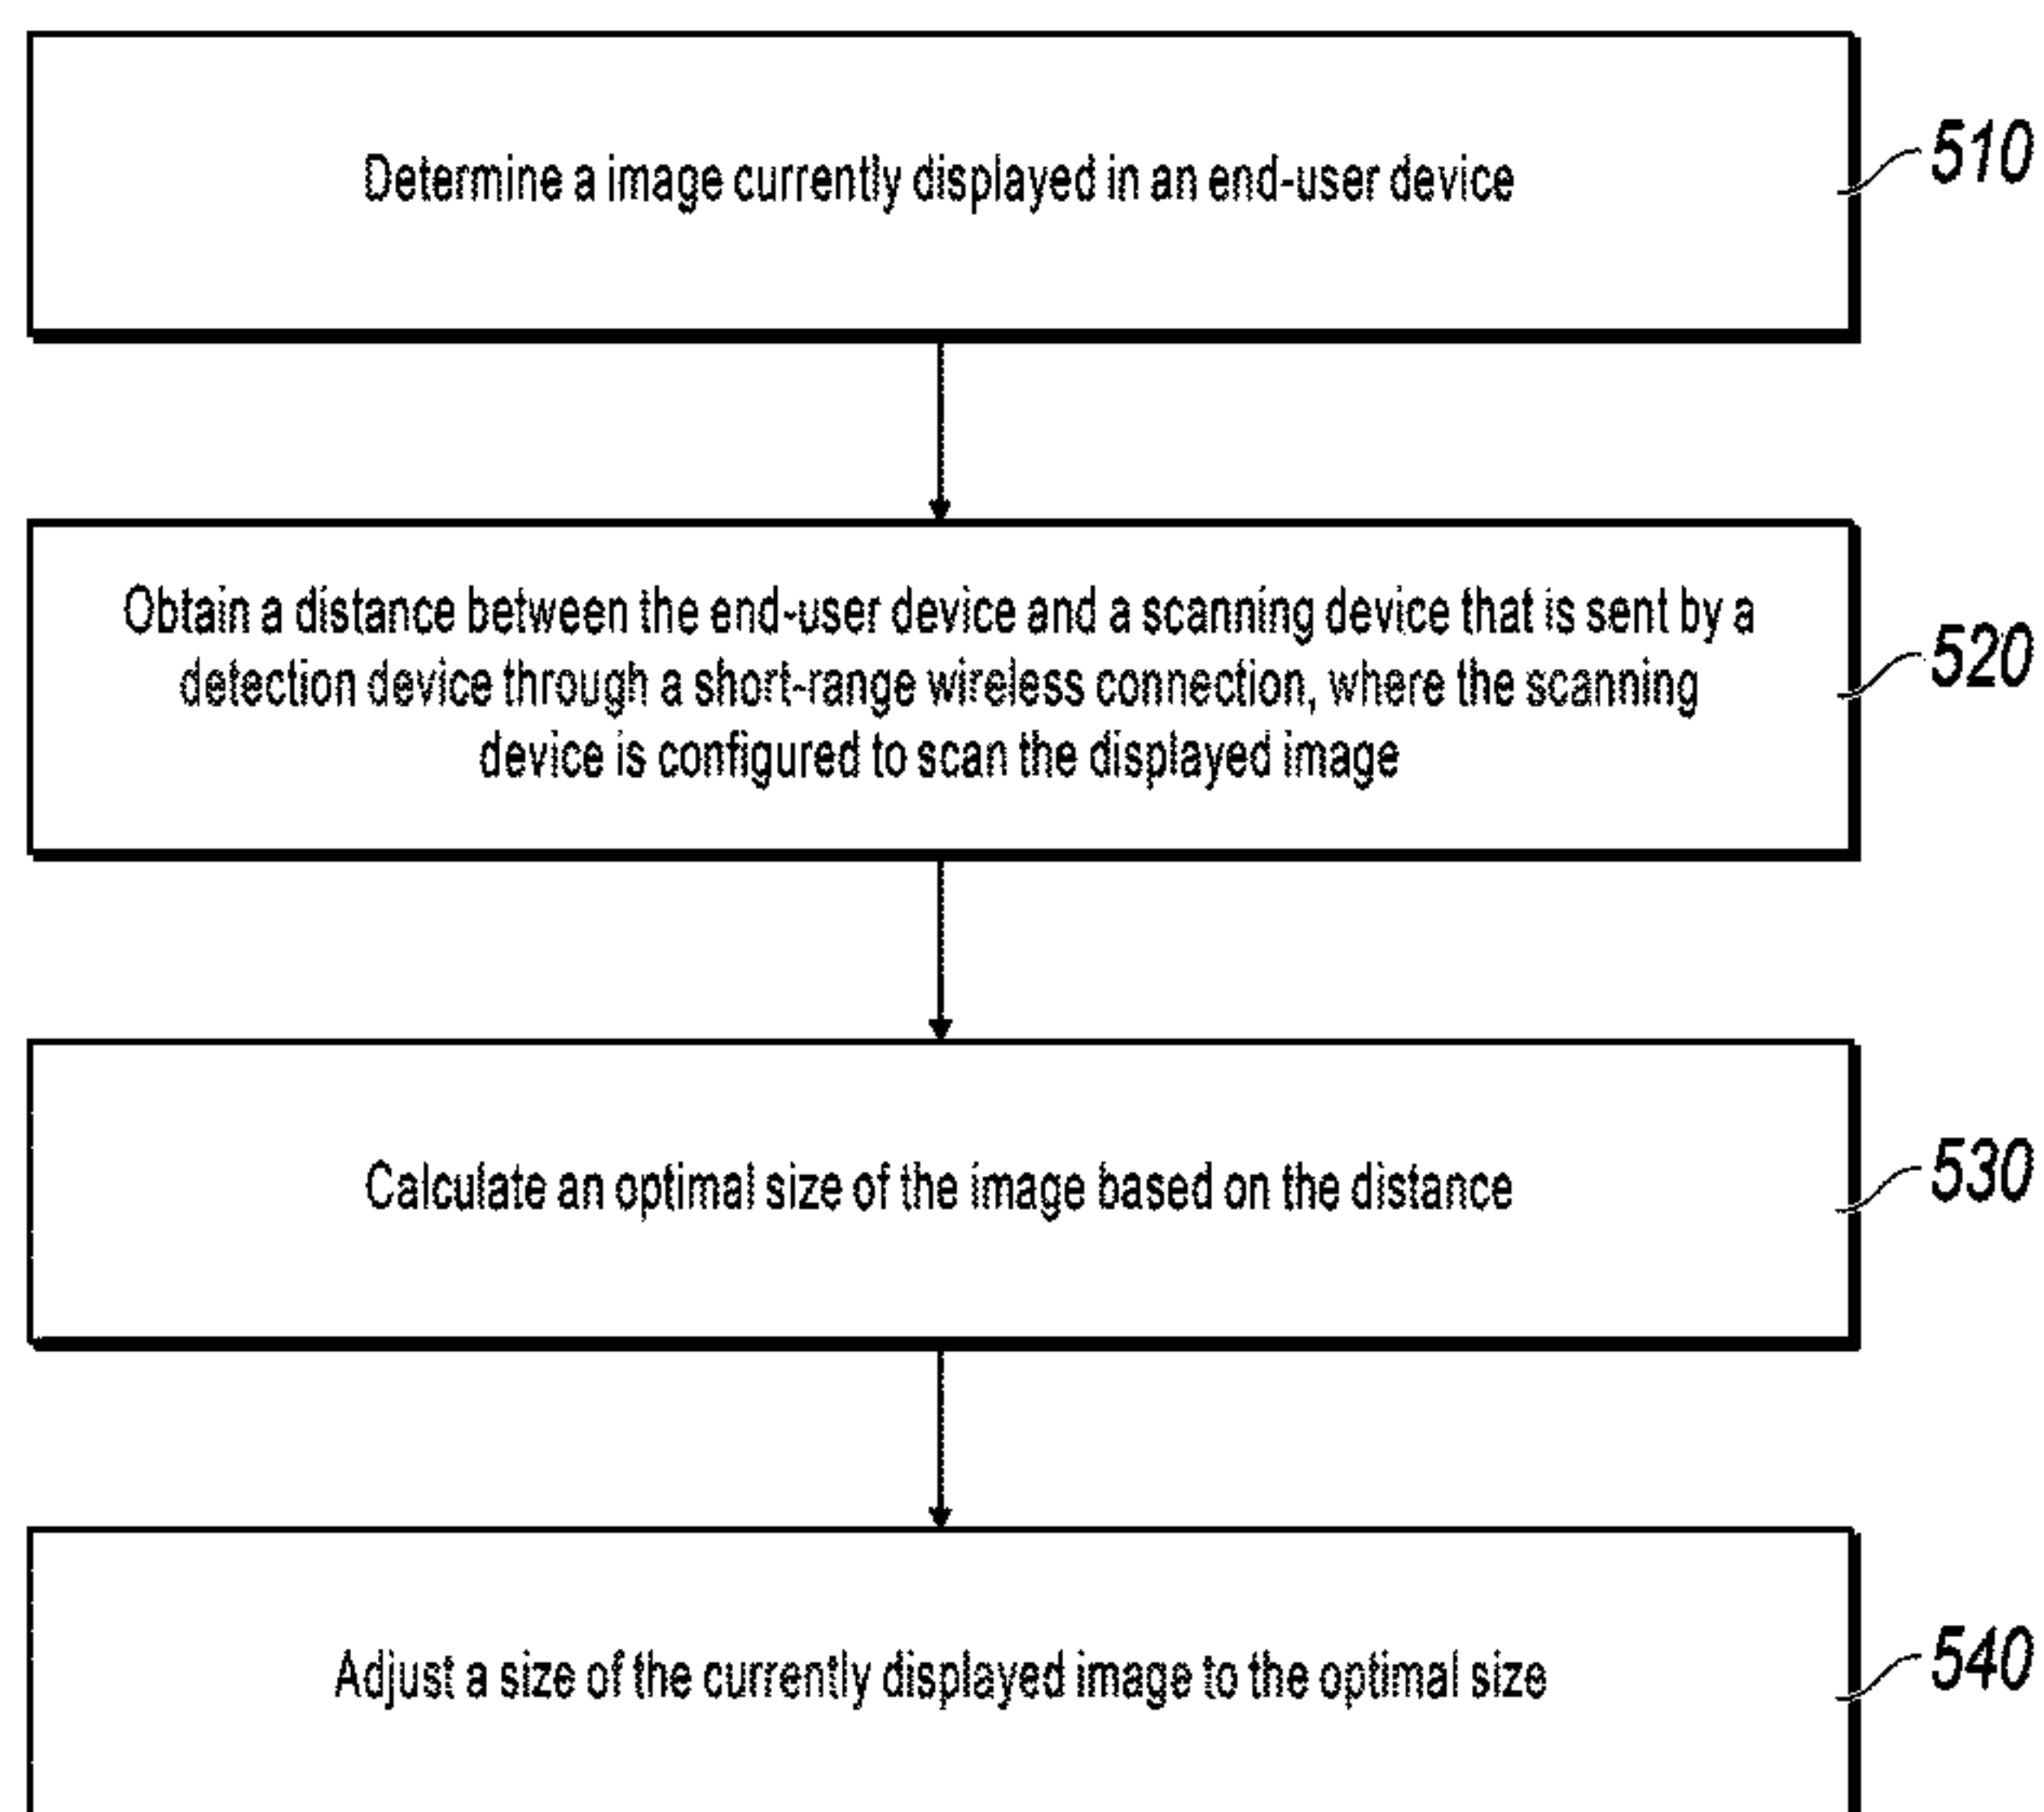 Determine a image currently displayed in an end-user device
510
Obtain a distance between the end-user device and a scanning device that is sent by a
detection device through a short-range wireless connection, where the scanning
device is configured to scan the displayed image
520
Calculate an optimal size of the image based on the distance
530
Adjust a size of the currently displayed image to the optimal size
540